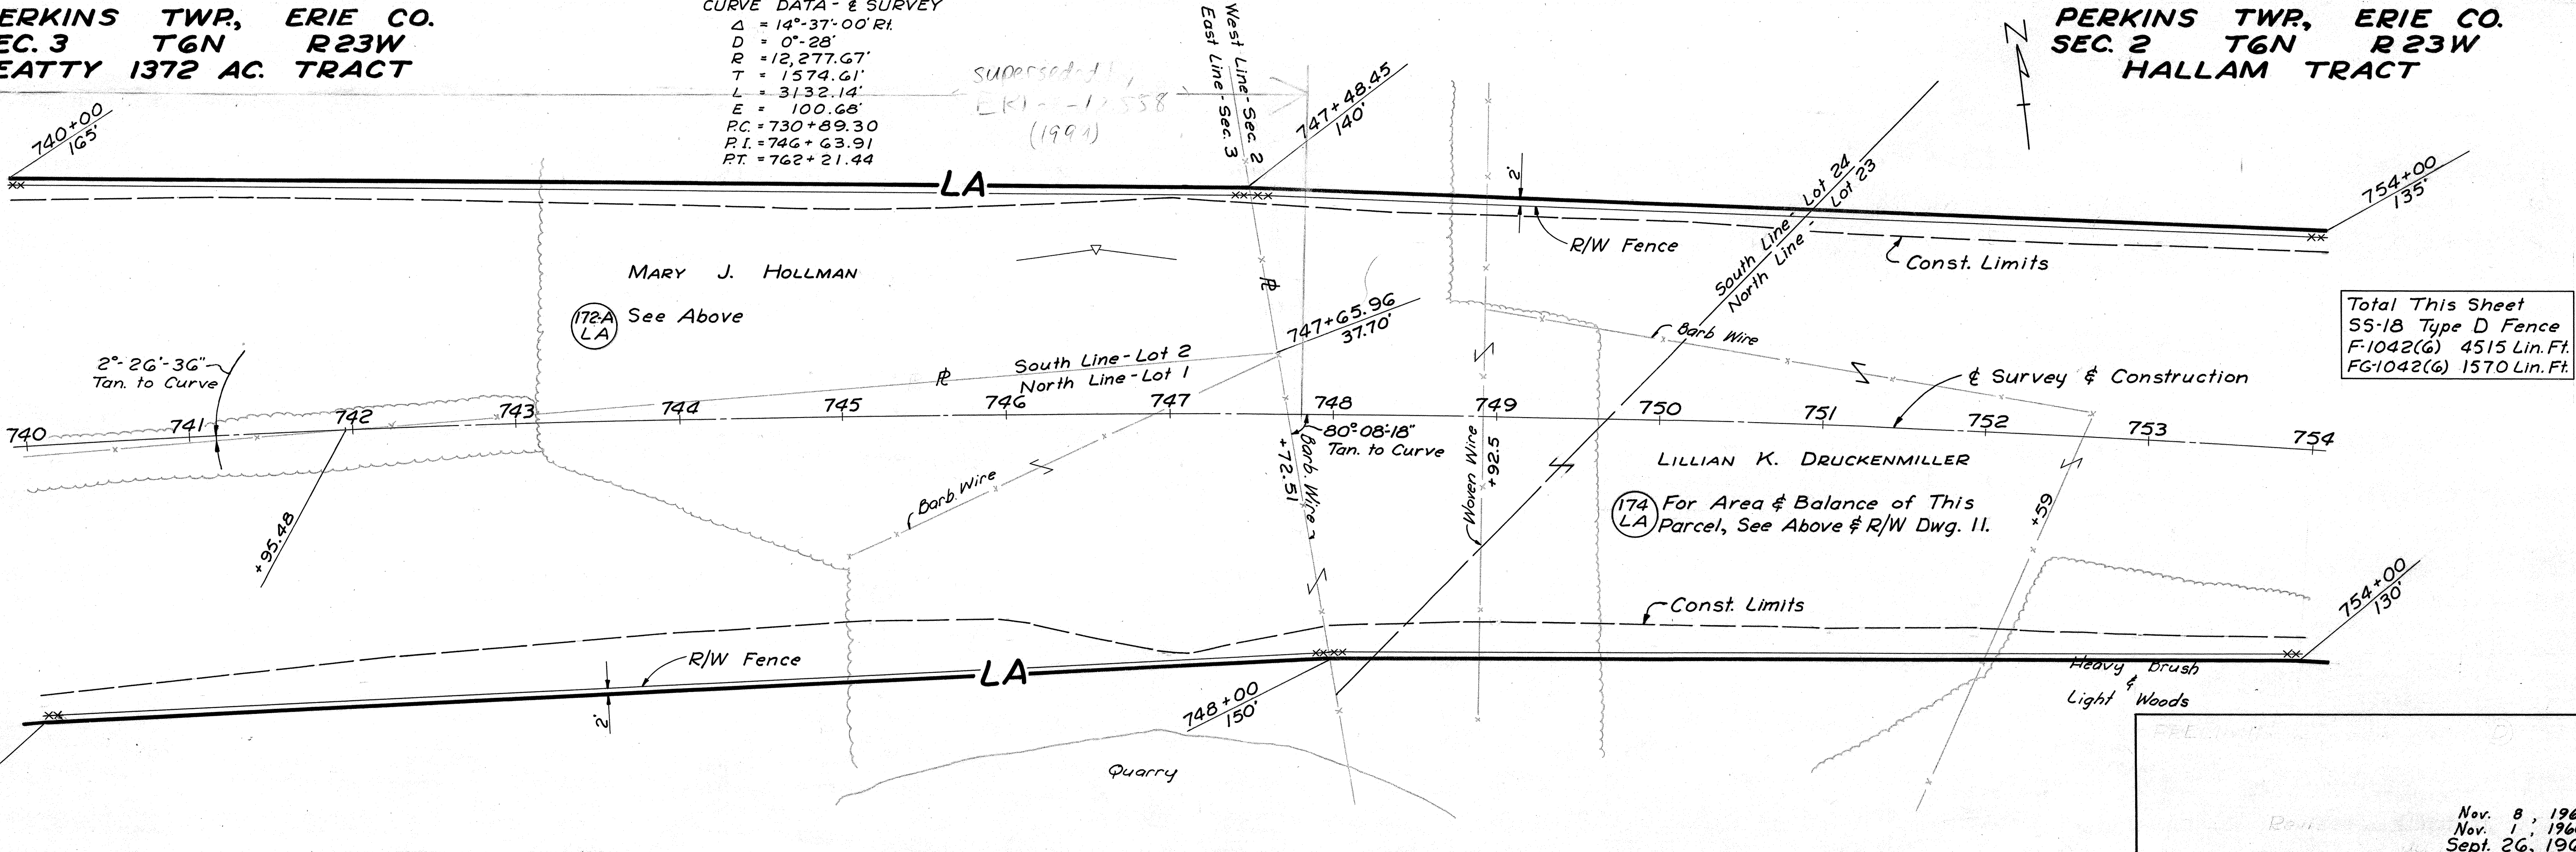 ERKINS TWP., ERIE CO.
EC. 3 T6N R23W
EATTY 1372 AC. TRACT
CURVE DATA - ℄ SURVEY
Δ = 14°-37'-00" Rt.
D = 0°-28'
R = 12,277.67'
T = 1574.61'
L = 3132.14'
E = 100.68'
P.C. = 730+89.30
P.I. = 746+63.91
P.T. = 762+21.44
(1991)
West Line - Sec. 2
East Line - Sec. 3
PERKINS TWP., ERIE CO.
SEC. 2 T6N R23W
HALLAM TRACT
N
740+00
165'
747+48.45
140'
754+00
135'
LA
2'
R/W Fence
South Line - Lot 24
North Line - Lot 23
Const. Limits
MARY J. HOLLMAN
172-A
LA
See Above
℄
747+65.96
37.70'
Barb Wire
Total This Sheet
SS-18 Type D Fence
F-1042(6) 4515 Lin. Ft.
FG-1042(6) 1570 Lin. Ft.
2°-26'-36"
Tan. to Curve
South Line - Lot 2
North Line - Lot 1
℄ Survey & Construction
740 741 742 743 744 745 746 747 748 749 750 751 752 753 754
80°08'-18"
Tan. to Curve
+72.51
Barb. Wire
Woven Wire
+92.5
Barb. Wire
+95.48
LILLIAN K. DRUCKENMILLER
174
LA
For Area & Balance of This
Parcel, See Above & R/W Dwg. 11.
+59
Const. Limits
R/W Fence
LA
2'
748+00
150'
754+00
130'
Heavy Brush
&
Light Woods
Quarry
Nov. 8, 196
Nov. 1, 196
Sept. 26, 196